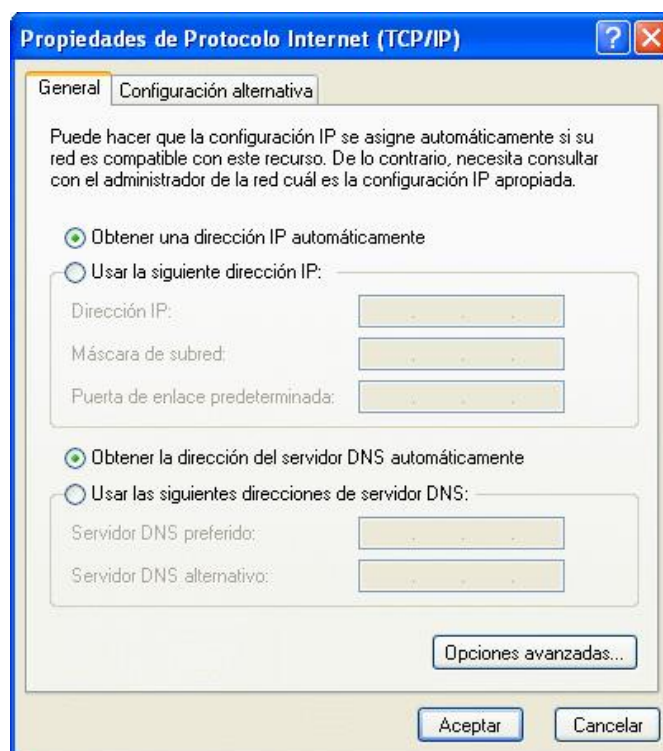 Propiedades de Protocolo Internet (TCP/IP)
General
Configuración alternativa
Puede hacer que la configuración IP se asigne automáticamente si su
red es compatible con este recurso. De lo contrario, necesita consultar
con el administrador de la red cuál es la configuración IP apropiada.
Obtener una dirección IP automáticamente
Usar la siguiente dirección IP:
Dirección IP:
Máscara de subred:
Puerta de enlace predeterminada:
Obtener la dirección del servidor DNS automáticamente
Usar las siguientes direcciones de servidor DNS:
Servidor DNS preferido:
Servidor DNS alternativo:
Opciones avanzadas...
Aceptar
Cancelar